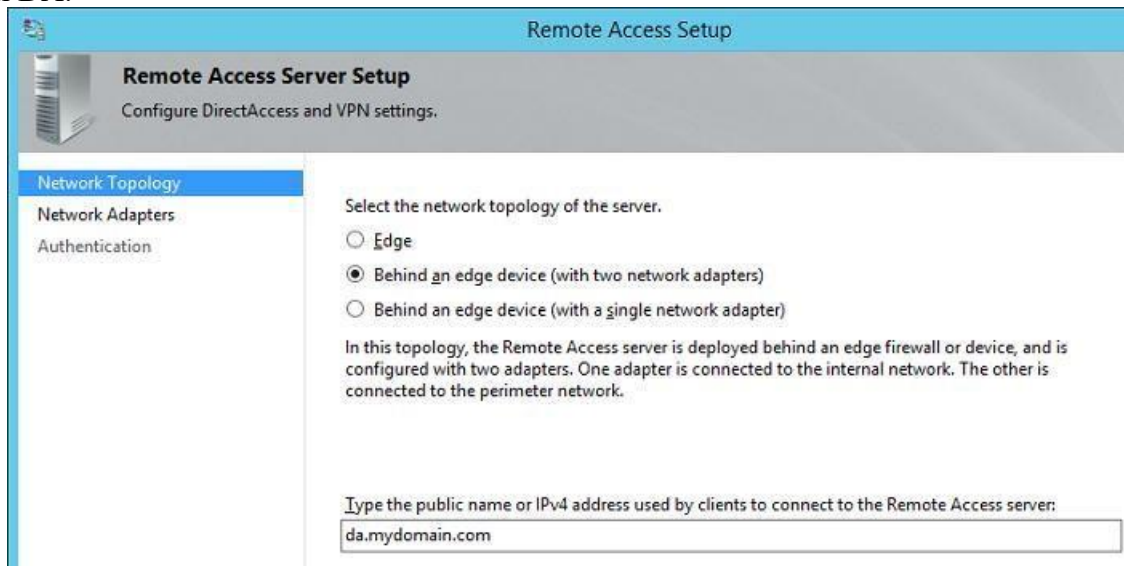 Remote Access Setup
Remote Access Server Setup
Configure DirectAccess and VPN settings.
Network Topology
Network Adapters
Authentication
Select the network topology of the server.
Edge
Behind an edge device (with two network adapters)
Behind an edge device (with a single network adapter)
In this topology, the Remote Access server is deployed behind an edge firewall or device, and is
configured with two adapters. One adapter is connected to the internal network. The other is
connected to the perimeter network.
Type the public name or IPv4 address used by clients to connect to the Remote Access server:
da.mydomain.com